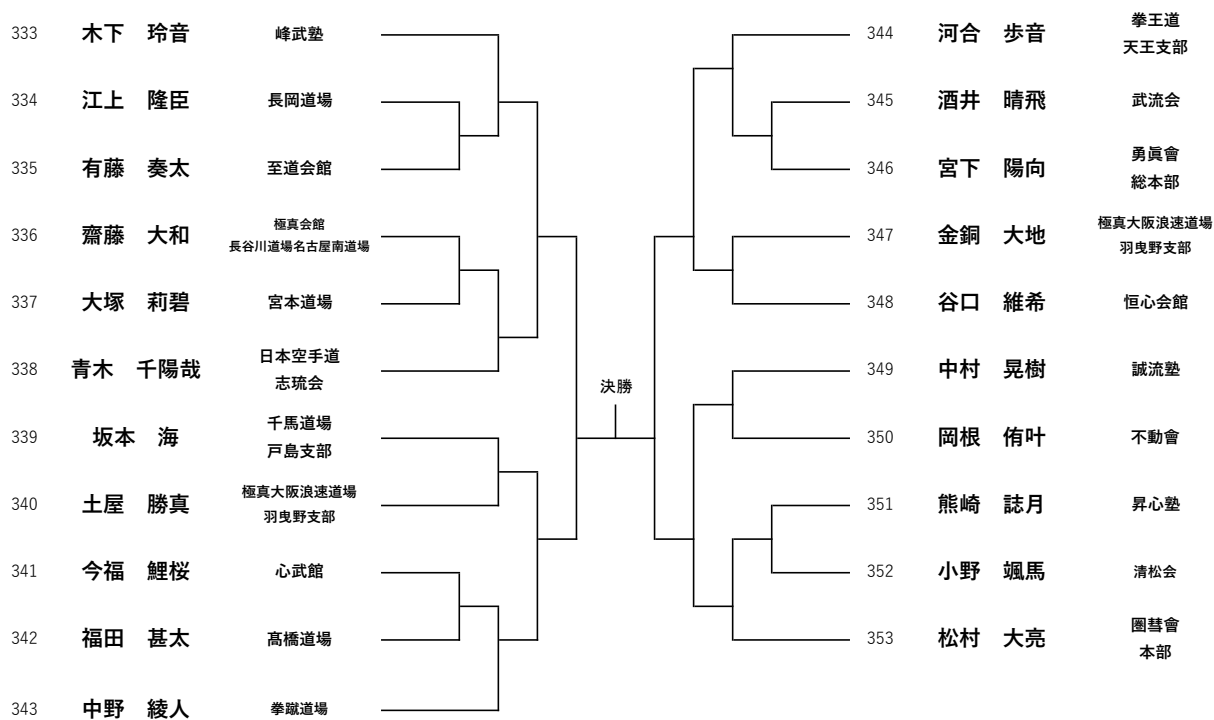 333 木下　玲音 峰武塾
334 江上　隆臣 長岡道場
335 有藤　奏太 至道会館
336 齋藤　大和 極真会館
長谷川道場名古屋南道場
337 大塚　莉碧 宮本道場
338 青木　千陽哉 日本空手道
志琉会
339 坂本　海 千馬道場
戸島支部
340 土屋　勝真 極真大阪浪速道場
羽曳野支部
341 今福　鯉桜 心武館
342 福田　甚太 髙橋道場
343 中野　綾人 拳蹴道場
決勝
344 河合　歩音 拳王道
天王支部
345 酒井　晴飛 武流会
346 宮下　陽向 勇眞會
総本部
347 金銅　大地 極真大阪浪速道場
羽曳野支部
348 谷口　維希 恒心会館
349 中村　晃樹 誠流塾
350 岡根　侑叶 不動會
351 熊崎　誌月 昇心塾
352 小野　颯馬 清松会
353 松村　大亮 圏彗會
本部